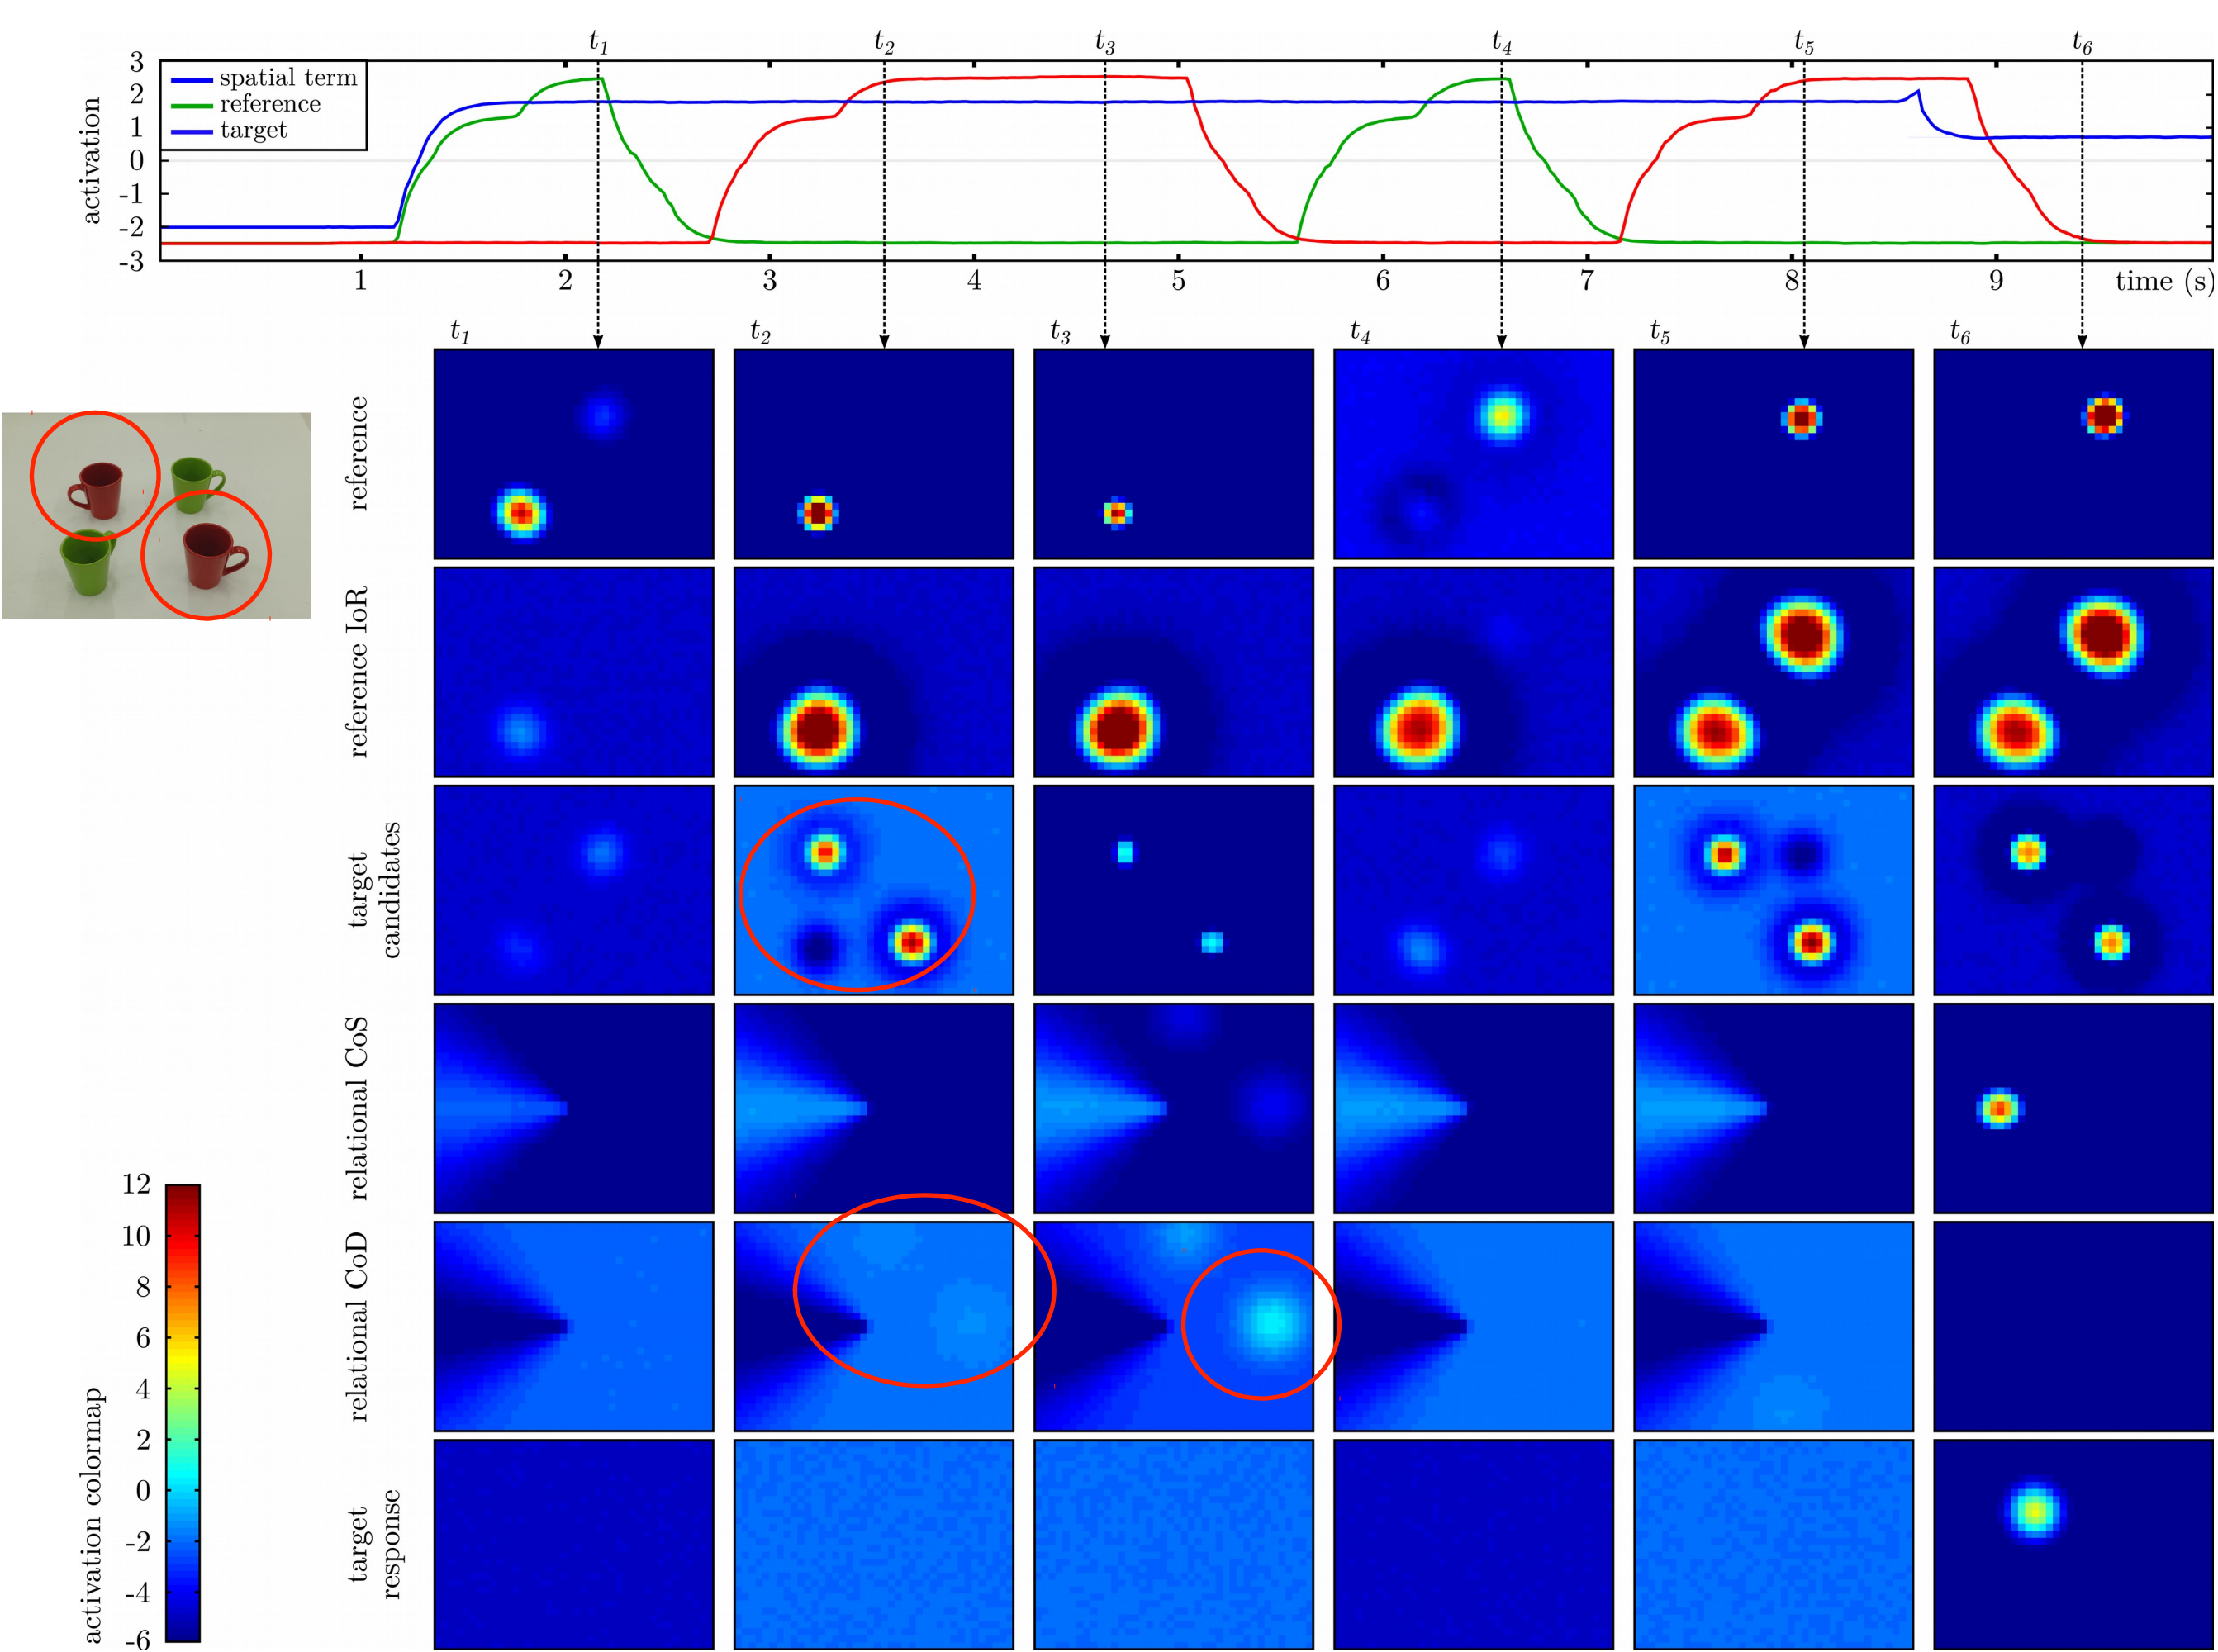 t1 t2 t3 t4 t5 t6
3
2
1
0
-1
-2
-3
activation
spatial term
reference
target
1 2 3 4 5 6 7 8 9 time (s)
t1 t2 t3 t4 t5 t6
reference
reference IoR
target
candidates
relational CoS
relational CoD
target
response
12
10
8
6
4
2
0
-2
-4
-6
activation colormap